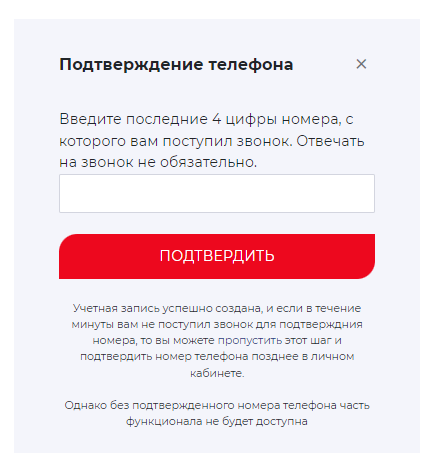 Подтверждение телефона
Введите последние 4 цифры номера, с
которого вам поступил звонок. Отвечать
на звонок не обязательно.
ПОДТВЕРДИТЬ
Учетная запись успешно создана, и если в течение
минуты вам не поступил звонок для подтверждния
номера, то вы можете пропустить этот шаг и
подтвердить номер телефона позднее в личном
кабинете.
Однако без подтвержденного номера телефона часть
функционала не будет доступна